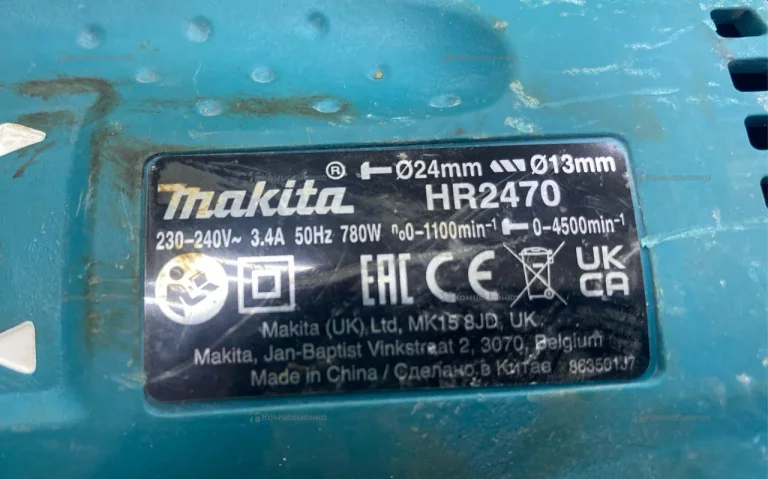 ® Ø24mm Ø13mm
makita HR2470
230-240V~ 3.4A 50Hz 780W n₀0-1100min⁻¹ 0-4500min⁻¹
EAC CE UK CA
Makita (UK) Ltd, MK15 8JD, UK
Makita, Jan-Baptist Vinkstraat 2, 3070, Belgium
Made in China / Сделано в Китае 863501J7
в Комиссионка